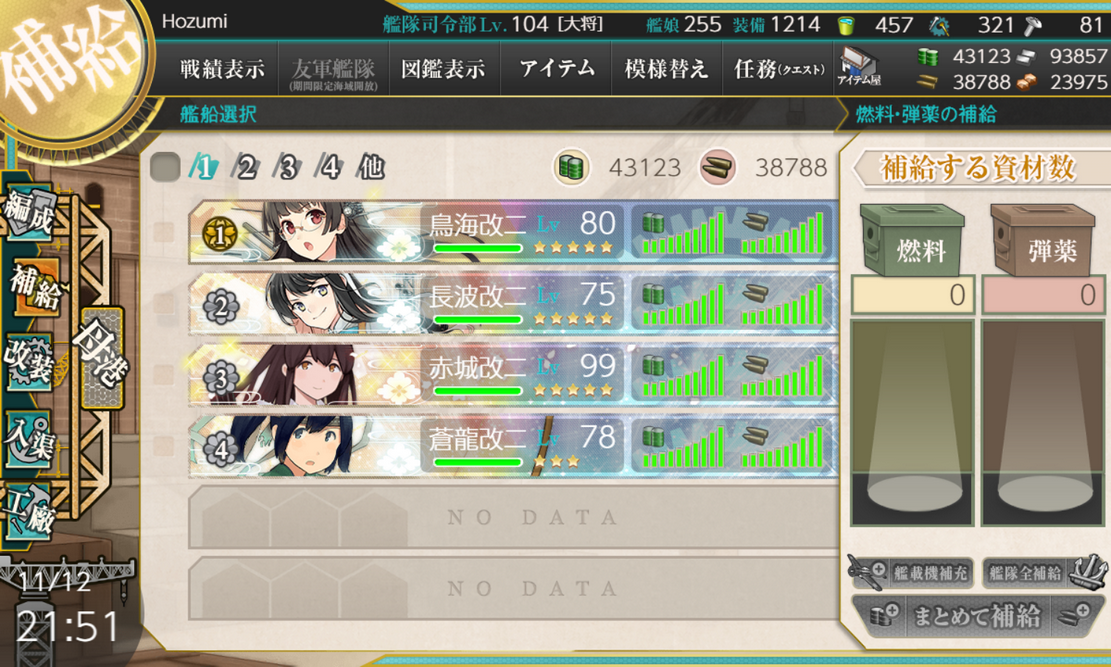 補給
Hozumi
艦隊司令部Lv. 104 [大将]
艦娘 255 装備 1214
457
321
81
戦績表示
友軍艦隊
(期間限定海域開放)
図鑑表示
アイテム
模様替え
任務(クエスト)
アイテム屋
43123
93857
38788
23975
艦船選択
燃料・弾薬の補給
1 2 3 4 他
43123
38788
1 鳥海改二 Lv 80
2 長波改二 Lv 75
3 赤城改二 Lv 99
4 蒼龍改二 Lv 78
NO DATA
NO DATA
補給する資材数
燃料
弾薬
0
0
艦載機補充
艦隊全補給
まとめて補給
編成
補給
改装
入渠
工廠
母港
11/12
21:51